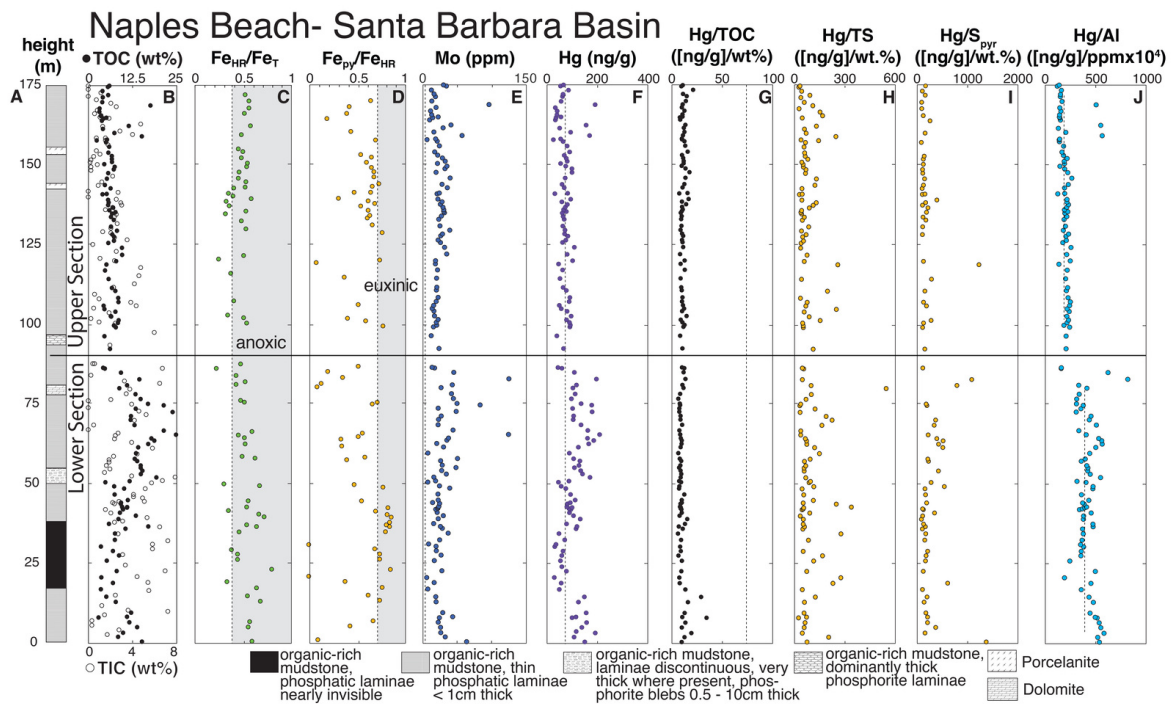 Naples Beach- Santa Barbara Basin
height
(m)
TOC (wt%)
0 12.5 25
FeHR/FeT
0 0.5 1
Fepy/FeHR
0 0.5 1
Mo (ppm)
0 150
Hg (ng/g)
0 200 400
Hg/TOC
([ng/g]/wt%)
0 50 100
Hg/TS
([ng/g]/wt.%)
0 300 600
Hg/Spyr
([ng/g]/wt.%)
0 1000 2000
Hg/Al
([ng/g]/ppmx10⁴)
0 500 1000
A B C D E F G H I J
175
150
125
100
75
50
25
0
Upper Section
Lower Section
anoxic
euxinic
0 4 8
TIC (wt%)
organic-rich
mudstone,
phosphatic laminae
nearly invisible
organic-rich
mudstone, thin
phosphatic laminae
< 1cm thick
organic-rich mudstone,
laminae discontinuous, very
thick where present, phos-
phorite blebs 0.5 - 10cm thick
organic-rich mudstone,
dominantly thick
phosphorite laminae
Porcelanite
Dolomite